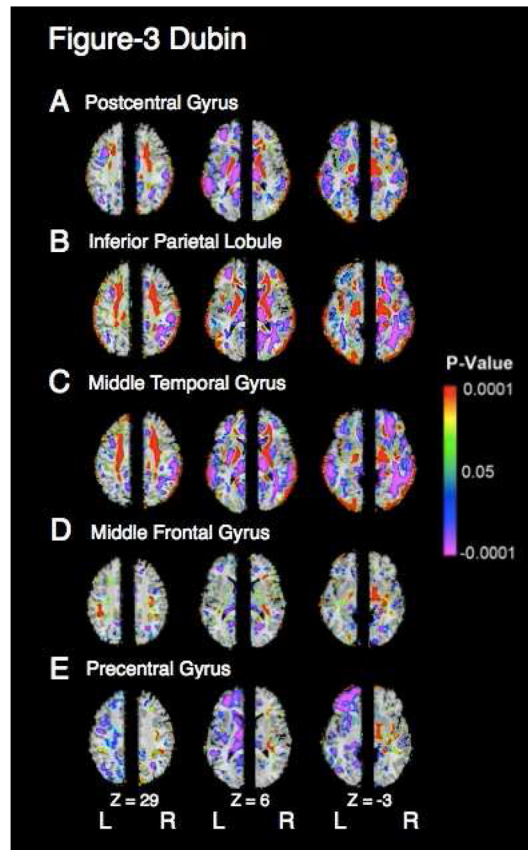 Figure-3 Dubin
A Postcentral Gyrus
B Inferior Parietal Lobule
C Middle Temporal Gyrus
P-Value
0.0001
0.05
-0.0001
D Middle Frontal Gyrus
E Precentral Gyrus
Z = 29 Z = 6 Z = -3
L R L R L R